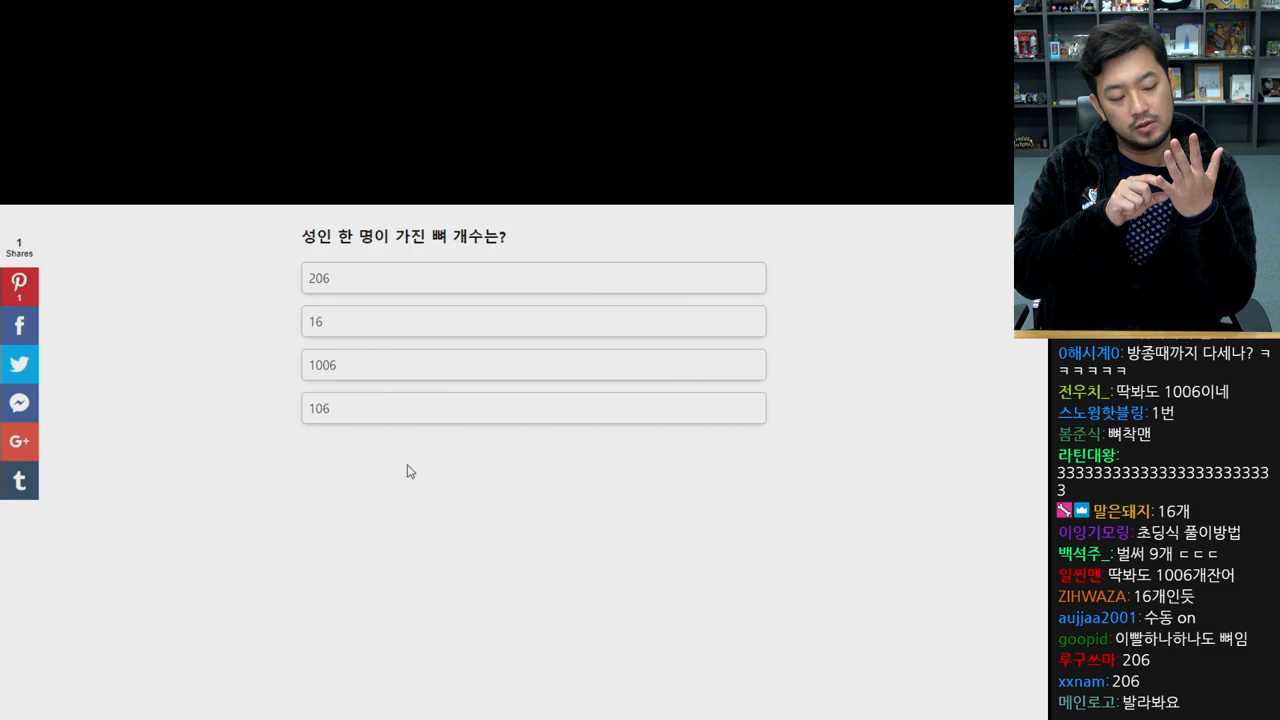 성인 한 명이 가진 뼈 개수는?
206
16
1006
106
1
Shares
1
0해시계0: 방종때까지 다세나? ㅋ
ㅋㅋㅋㅋㅋ
전우치_: 딱봐도 1006이네
스노윙핫블링: 1번
봄준식: 뼈착맨
라틴대왕:
33333333333333333333333
3
말은돼지: 16개
이잉기모링: 초딩식 풀이방법
백석주_: 벌써 9개 ㄷㄷㄷ
일찐맨: 딱봐도 1006개잔어
ZIHWAZA: 16개인듯
aujjaa2001: 수동 on
goopid: 이빨하나하나도 뼈임
루구쓰마: 206
xxnam: 206
메인로고: 발라봐요